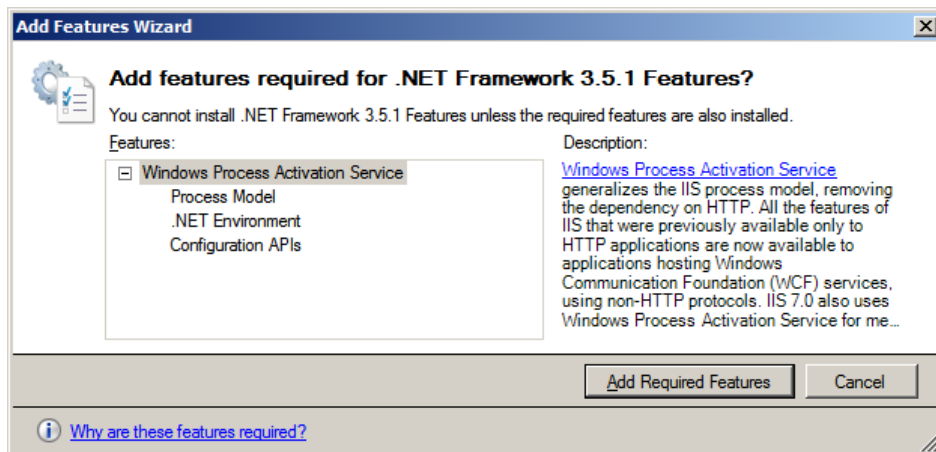 Add Features Wizard
Add features required for .NET Framework 3.5.1 Features?
You cannot install .NET Framework 3.5.1 Features unless the required features are also installed.
Features:
Windows Process Activation Service
Process Model
.NET Environment
Configuration APIs
Description:
Windows Process Activation Service
generalizes the IIS process model, removing
the dependency on HTTP. All the features of
IIS that were previously available only to
HTTP applications are now available to
applications hosting Windows
Communication Foundation (WCF) services,
using non-HTTP protocols. IIS 7.0 also uses
Windows Process Activation Service for me...
Add Required Features
Cancel
Why are these features required?